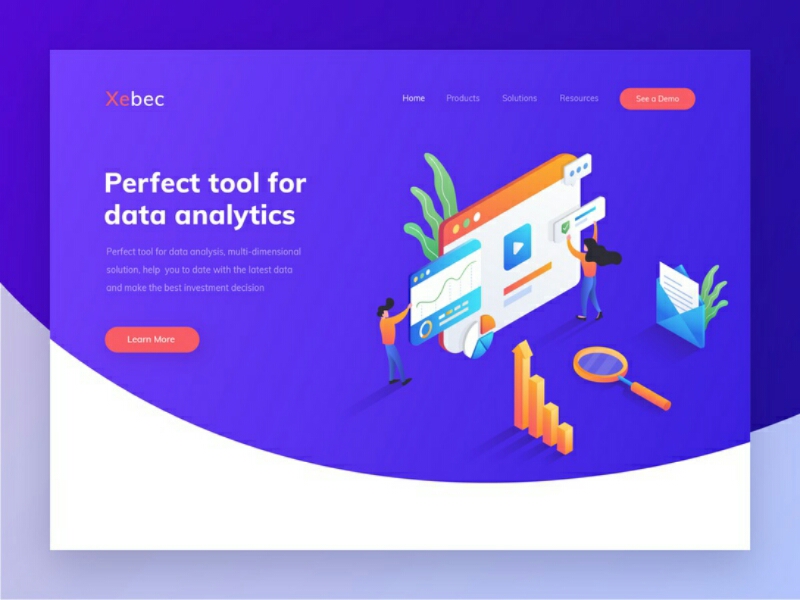 Xebec
Home Products Solutions Resources See a Demo
Perfect tool for
data analytics
Perfect tool for data analysis, multi-dimensional
solution, help you to date with the latest data
and make the best investment decision
Learn More